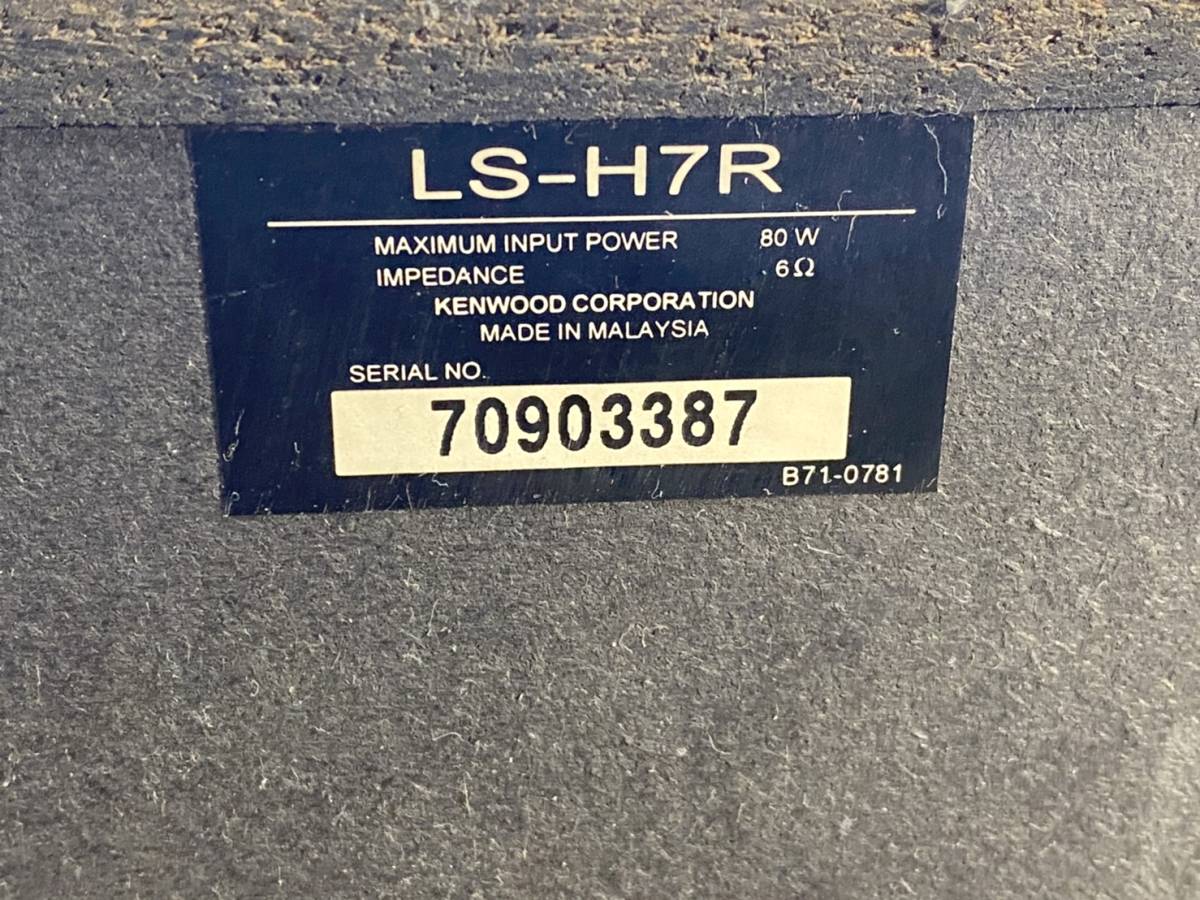 LS-H7R
MAXIMUM INPUT POWER 80 W
IMPEDANCE 6Ω
KENWOOD CORPORATION
MADE IN MALAYSIA
SERIAL NO.
70903387
B71-0781